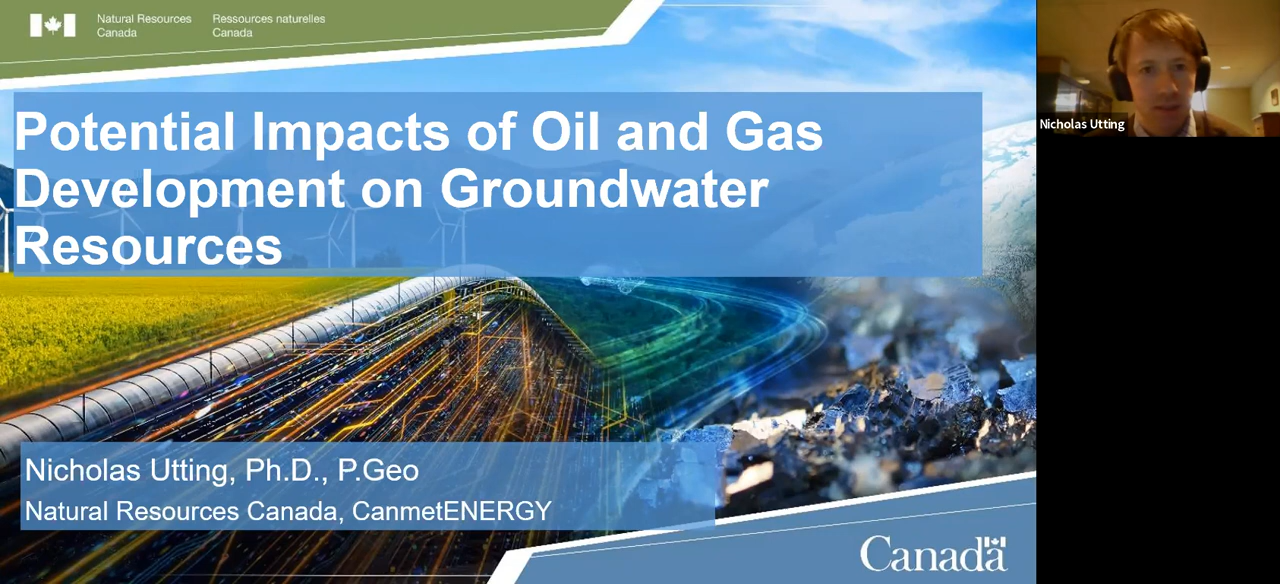 Natural Resources
Canada
Ressources naturelles
Canada
Potential Impacts of Oil and Gas
Development on Groundwater
Resources
Nicholas Utting, Ph.D., P.Geo
Natural Resources Canada, CanmetENERGY
Canada
Nicholas Utting